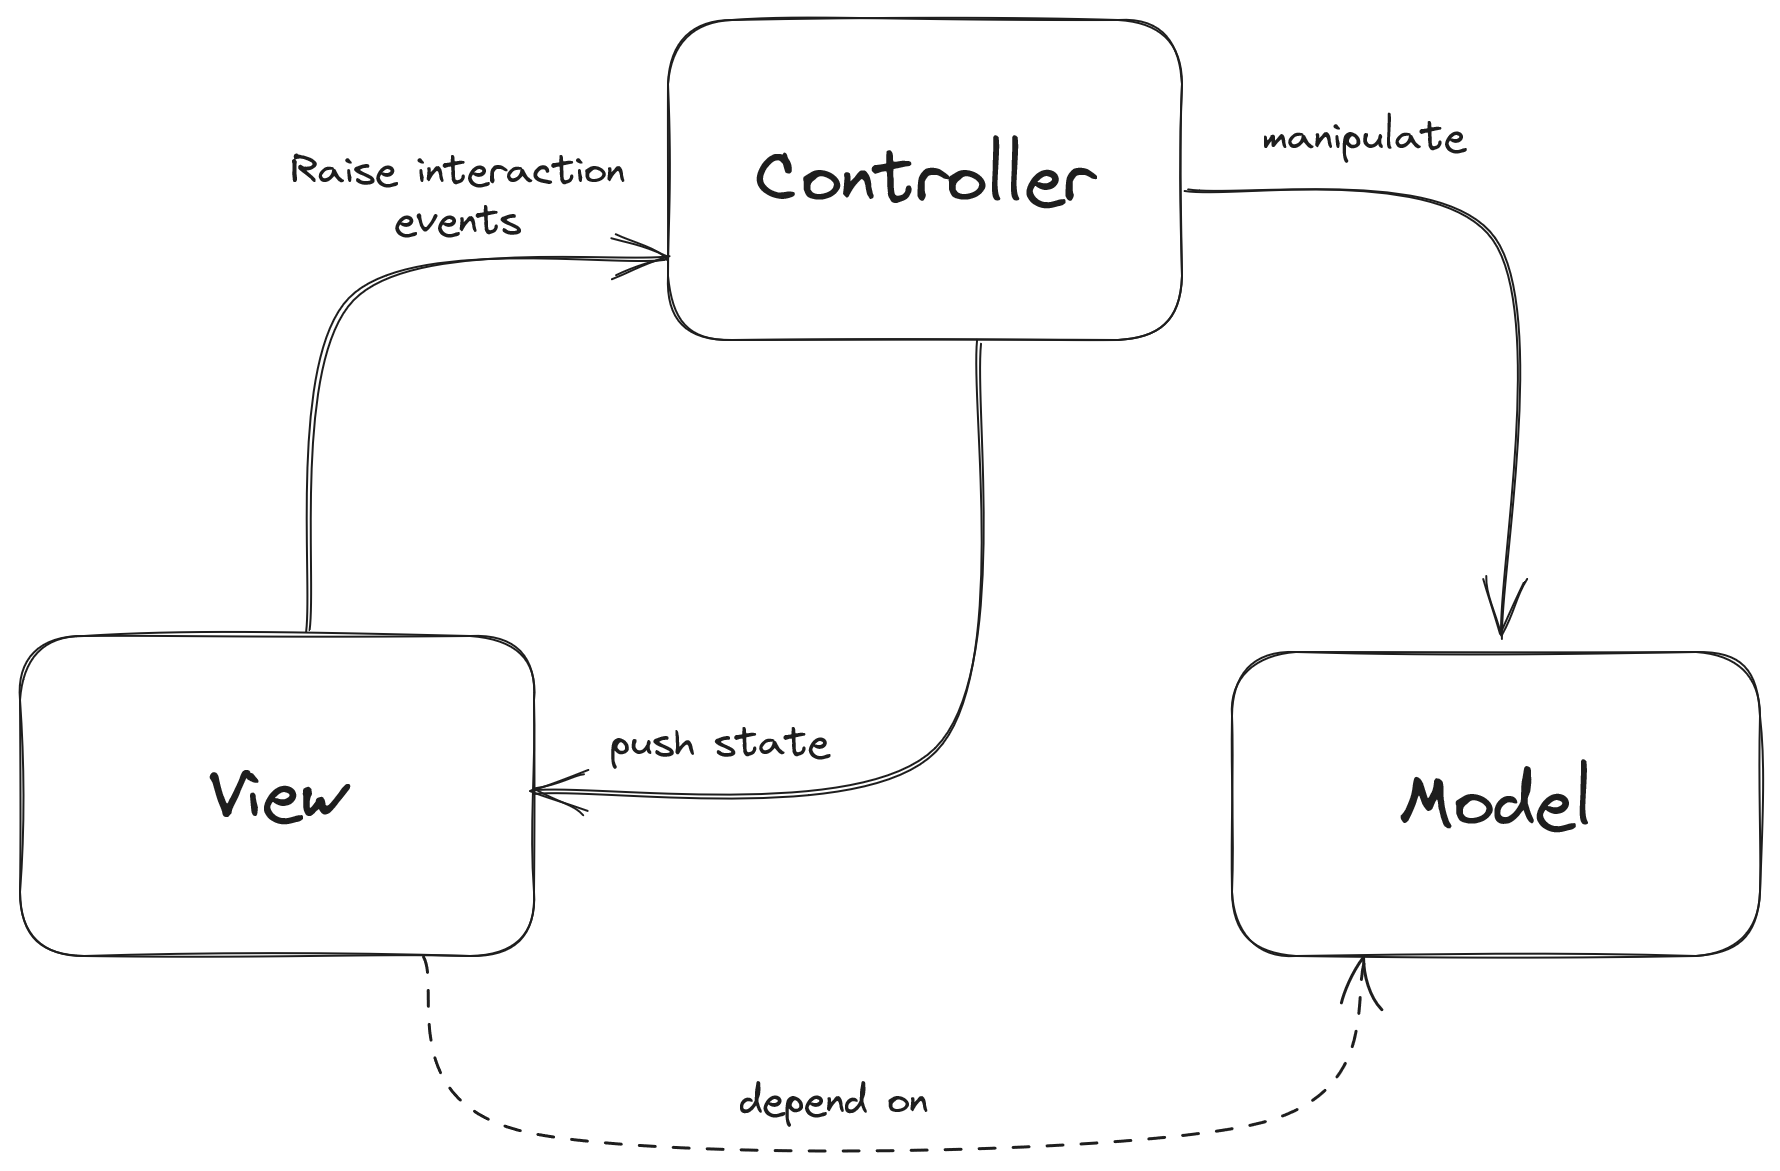 Controller
manipulate
Raise interaction
events
push state
View
Model
depend on